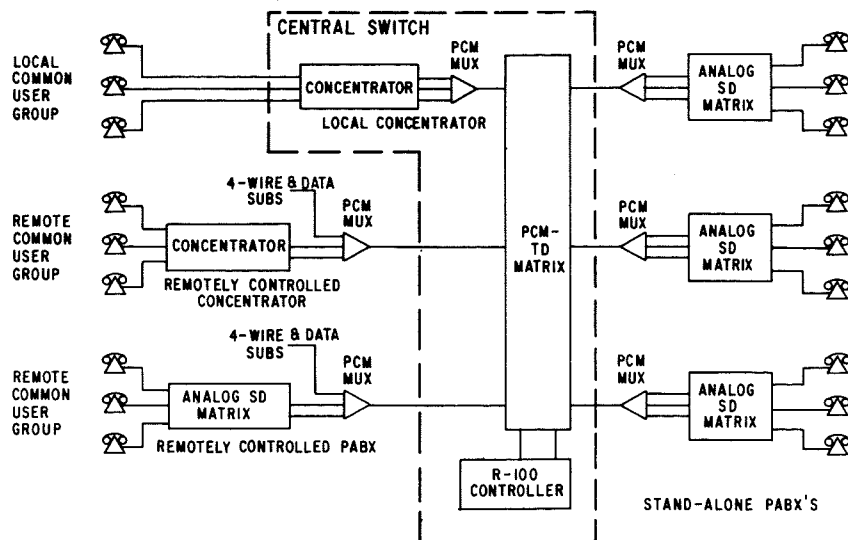 CENTRAL SWITCH
LOCAL
COMMON
USER
GROUP
CONCENTRATOR
LOCAL CONCENTRATOR
PCM
MUX
PCM
MUX
ANALOG
SD
MATRIX
REMOTE
COMMON
USER
GROUP
CONCENTRATOR
REMOTELY CONTROLLED
CONCENTRATOR
4-WIRE & DATA
SUBS
PCM
MUX
PCM-
TD
MATRIX
PCM
MUX
ANALOG
SD
MATRIX
REMOTE
COMMON
USER
GROUP
ANALOG SD
MATRIX
REMOTELY CONTROLLED PABX
4-WIRE & DATA
SUBS
PCM
MUX
PCM
MUX
ANALOG
SD
MATRIX
R-100
CONTROLLER
STAND-ALONE PABX'S